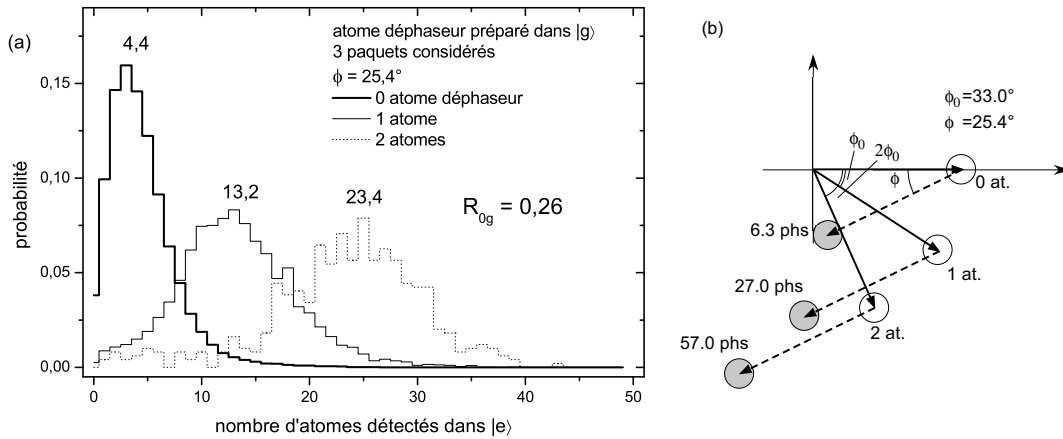 (a)
4,4
13,2
23,4
atome déphaseur préparé dans |g⟩
3 paquets considérés
ϕ = 25,4°
0 atome déphaseur
1 atome
2 atomes
R0g = 0,26
probabilité
0,15
0,10
0,05
0,00
0 10 20 30 40 50
nombre d'atomes détectés dans |e⟩
(b)
ϕ0=33.0°
ϕ =25.4°
ϕ0
2ϕ0
ϕ
0 at.
6.3 phs
1 at.
27.0 phs
2 at.
57.0 phs